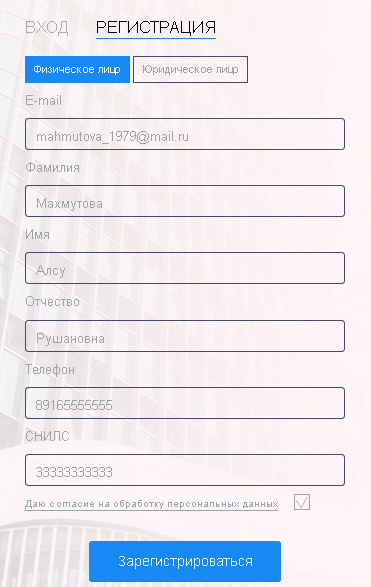 ВХОД РЕГИСТРАЦИЯ
Физическое лицо Юридическое лицо
E-mail
mahmutova_1979@mail.ru
Фамилия
Махмутова
Имя
Алсу
Отчество
Рушановна
Телефон
89165555555
СНИЛС
33333333333
Даю согласие на обработку персональных данных
Зарегистрироваться